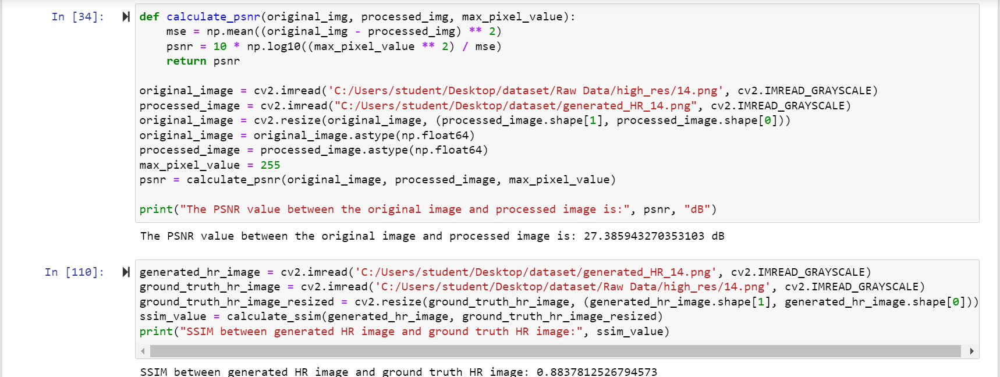 In [34]:
def calculate_psnr(original_img, processed_img, max_pixel_value):
    mse = np.mean((original_img - processed_img) ** 2)
    psnr = 10 * np.log10((max_pixel_value ** 2) / mse)
    return psnr

original_image = cv2.imread('C:/Users/student/Desktop/dataset/Raw Data/high_res/14.png', cv2.IMREAD_GRAYSCALE)
processed_image = cv2.imread("C:/Users/student/Desktop/dataset/generated_HR_14.png", cv2.IMREAD_GRAYSCALE)
original_image = cv2.resize(original_image, (processed_image.shape[1], processed_image.shape[0]))
original_image = original_image.astype(np.float64)
processed_image = processed_image.astype(np.float64)
max_pixel_value = 255
psnr = calculate_psnr(original_image, processed_image, max_pixel_value)

print("The PSNR value between the original image and processed image is:", psnr, "dB")
The PSNR value between the original image and processed image is: 27.385943270353103 dB
In [110]:
generated_hr_image = cv2.imread('C:/Users/student/Desktop/dataset/generated_HR_14.png', cv2.IMREAD_GRAYSCALE)
ground_truth_hr_image = cv2.imread('C:/Users/student/Desktop/dataset/Raw Data/high_res/14.png', cv2.IMREAD_GRAYSCALE)
ground_truth_hr_image_resized = cv2.resize(ground_truth_hr_image, (generated_hr_image.shape[1], generated_hr_image.shape[0]))
ssim_value = calculate_ssim(generated_hr_image, ground_truth_hr_image_resized)
print("SSIM between generated HR image and ground truth HR image:", ssim_value)
SSIM between generated HR image and ground truth HR image: 0.8837812526794573